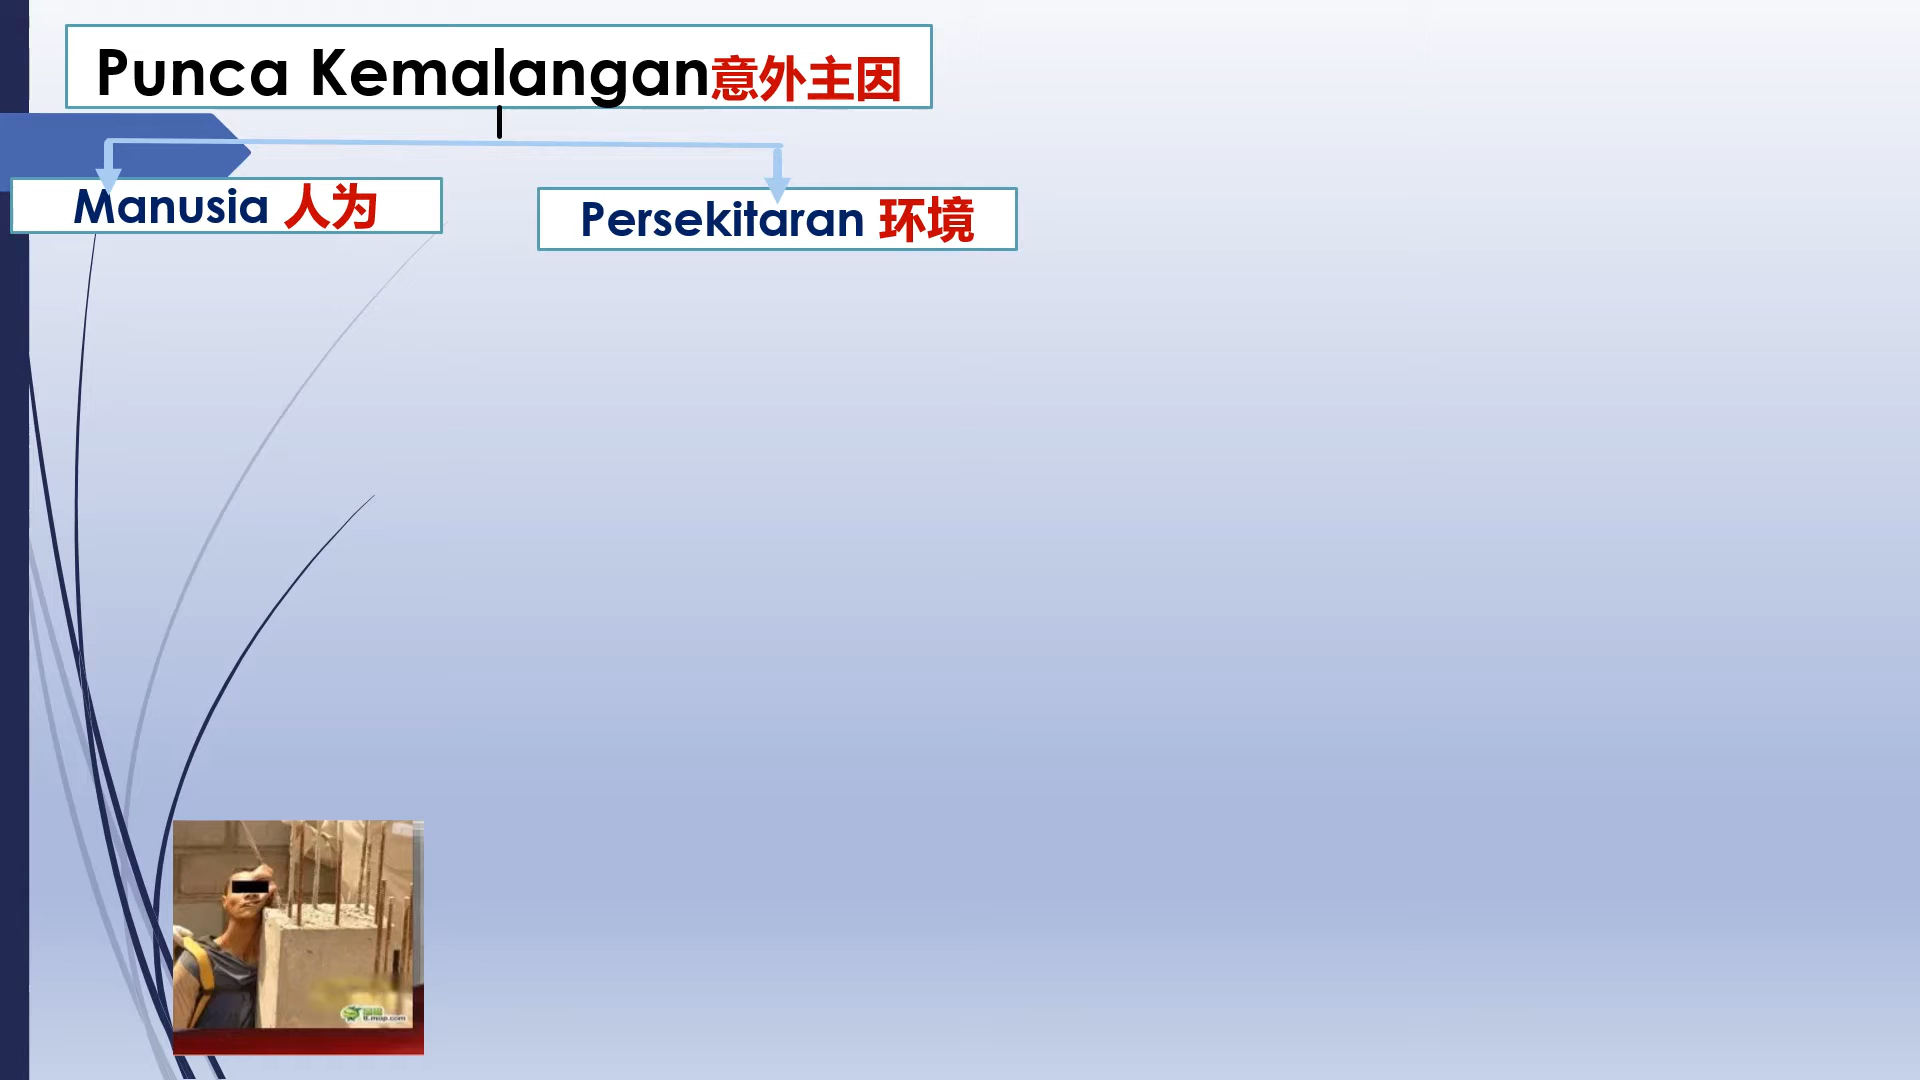 Punca Kemalangan意外主因
Manusia 人为
Persekitaran 环境